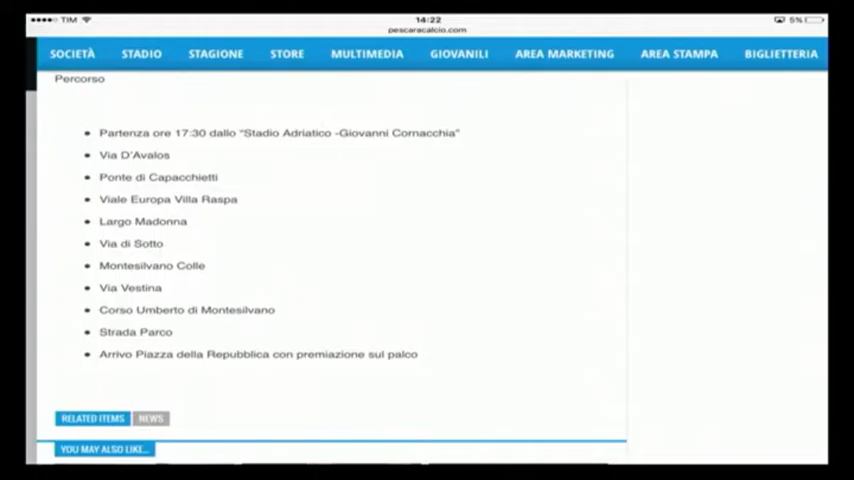 TIM 14:22 5%
pescaracalcio.com
SOCIETÀ STADIO STAGIONE STORE MULTIMEDIA GIOVANILI AREA MARKETING AREA STAMPA BIGLIETTERIA
Percorso
• Partenza ore 17:30 dallo “Stadio Adriatico -Giovanni Cornacchia”
• Via D’Avalos
• Ponte di Capacchietti
• Viale Europa Villa Raspa
• Largo Madonna
• Via di Sotto
• Montesilvano Colle
• Via Vestina
• Corso Umberto di Montesilvano
• Strada Parco
• Arrivo Piazza della Repubblica con premiazione sul palco
RELATED ITEMS NEWS
YOU MAY ALSO LIKE...